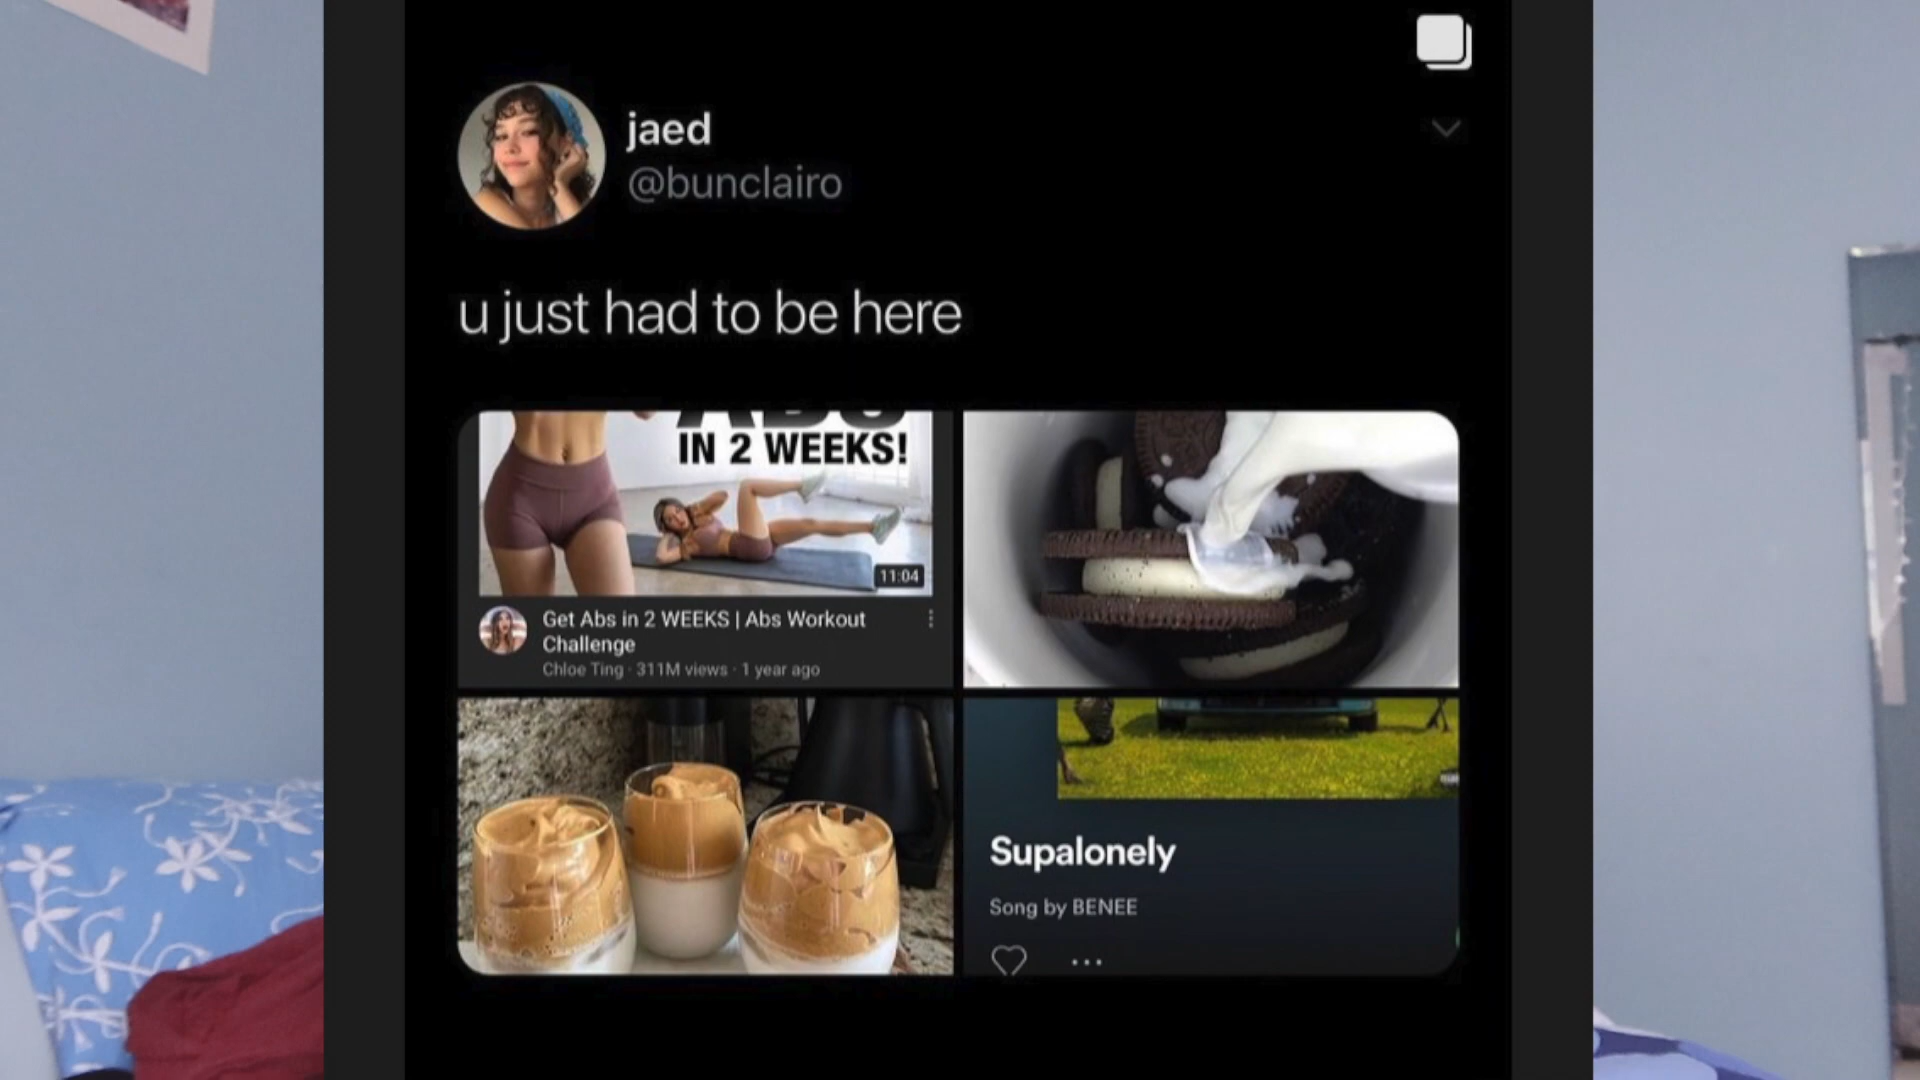 jaed
@bunclairo
u just had to be here
ABS
IN 2 WEEKS!
11:04
Get Abs in 2 WEEKS | Abs Workout
Challenge
Chloe Ting · 311M views · 1 year ago
Supalonely
Song by BENEE